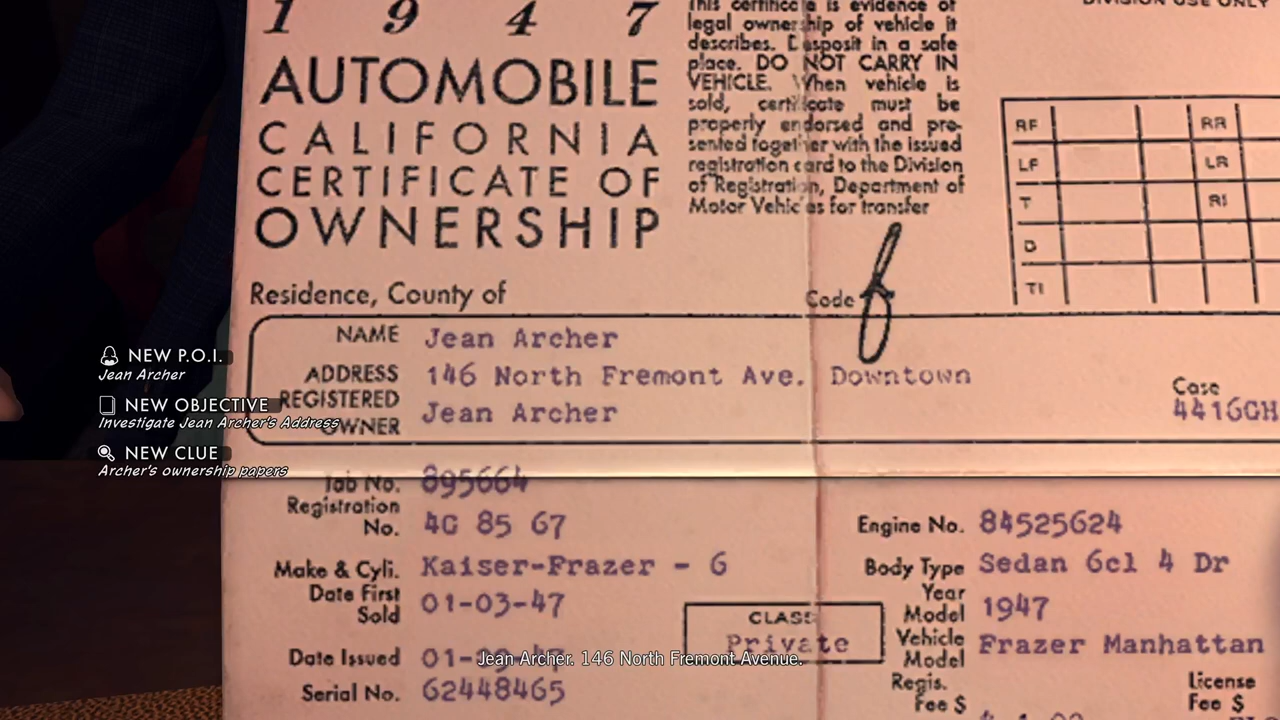 1 9 4 7
AUTOMOBILE
CALIFORNIA
CERTIFICATE OF
OWNERSHIP
This certificate is evidence of
legal ownership of vehicle it
describes. Deposit in a safe
place. DO NOT CARRY IN
VEHICLE. When vehicle is
sold, certificate must be
properly endorsed and pre-
sented together with the issued
registration card to the Division
of Registration, Department of
Motor Vehicles for transfer
DIVISION USE ONLY
RF RR
LF LR
T RI
D
TI
Residence, County of
Code
NAME Jean Archer
ADDRESS 146 North Fremont Ave. Downtown
REGISTERED
OWNER Jean Archer
Case
4416GH
NEW P.O.I.
Jean Archer
NEW OBJECTIVE
Investigate Jean Archer's Address
NEW CLUE
Archer's ownership papers
Tab No. 895664
Registration
No. 4C 85 67
Engine No. 84525624
Make & Cyli. Kaiser-Frazer - 6
Body Type Sedan 6cl 4 Dr
Date First
Sold 01-03-47
Year
Model 1947
CLASS
Private
Vehicle
Model Frazer Manhattan
Date Issued
Jean Archer. 146 North Fremont Avenue.
Serial No. 62448465
Regis.
Fee $
License
Fee $